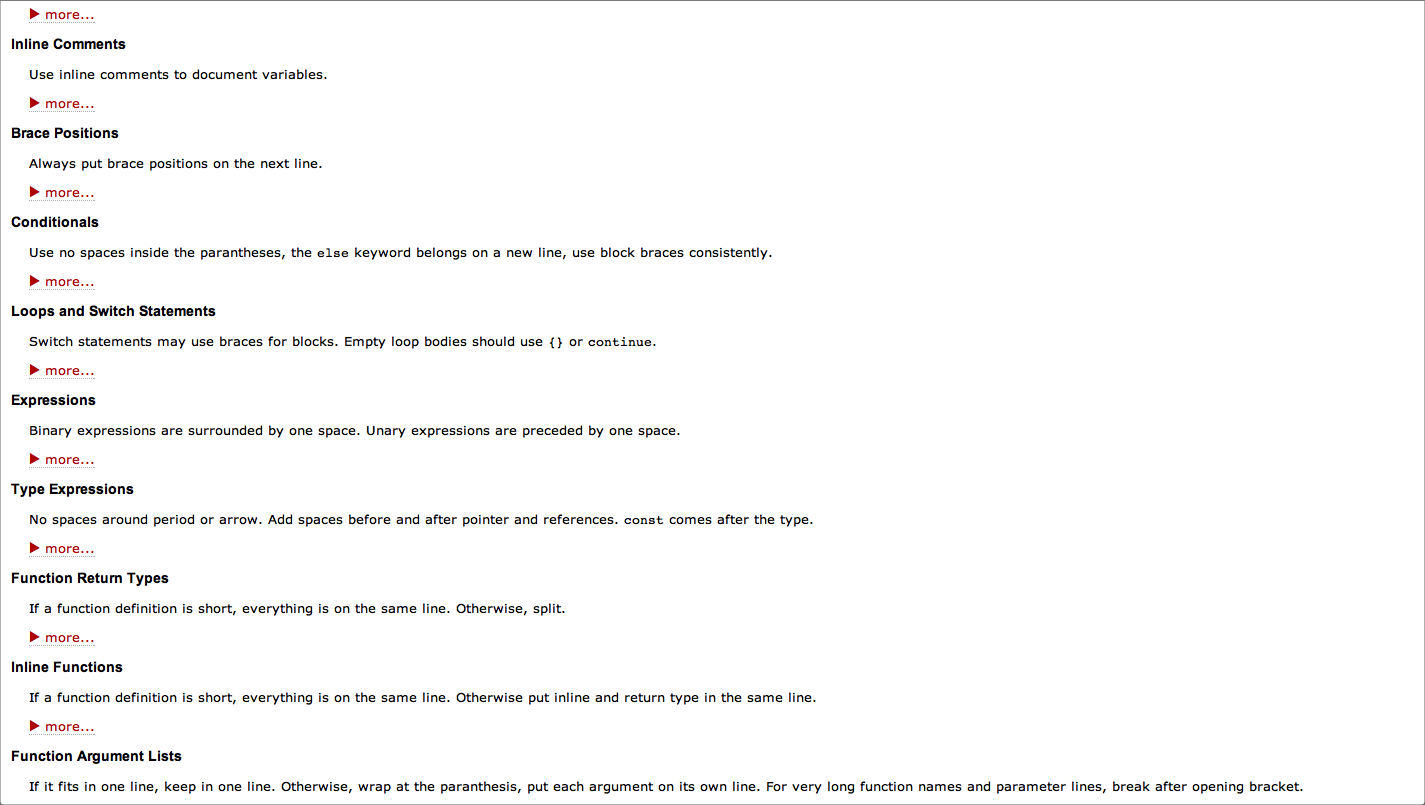 ▶ more...
Inline Comments
Use inline comments to document variables.
▶ more...
Brace Positions
Always put brace positions on the next line.
▶ more...
Conditionals
Use no spaces inside the parantheses, the else keyword belongs on a new line, use block braces consistently.
▶ more...
Loops and Switch Statements
Switch statements may use braces for blocks. Empty loop bodies should use {} or continue.
▶ more...
Expressions
Binary expressions are surrounded by one space. Unary expressions are preceded by one space.
▶ more...
Type Expressions
No spaces around period or arrow. Add spaces before and after pointer and references. const comes after the type.
▶ more...
Function Return Types
If a function definition is short, everything is on the same line. Otherwise, split.
▶ more...
Inline Functions
If a function definition is short, everything is on the same line. Otherwise put inline and return type in the same line.
▶ more...
Function Argument Lists
If it fits in one line, keep in one line. Otherwise, wrap at the paranthesis, put each argument on its own line. For very long function names and parameter lines, break after opening bracket.